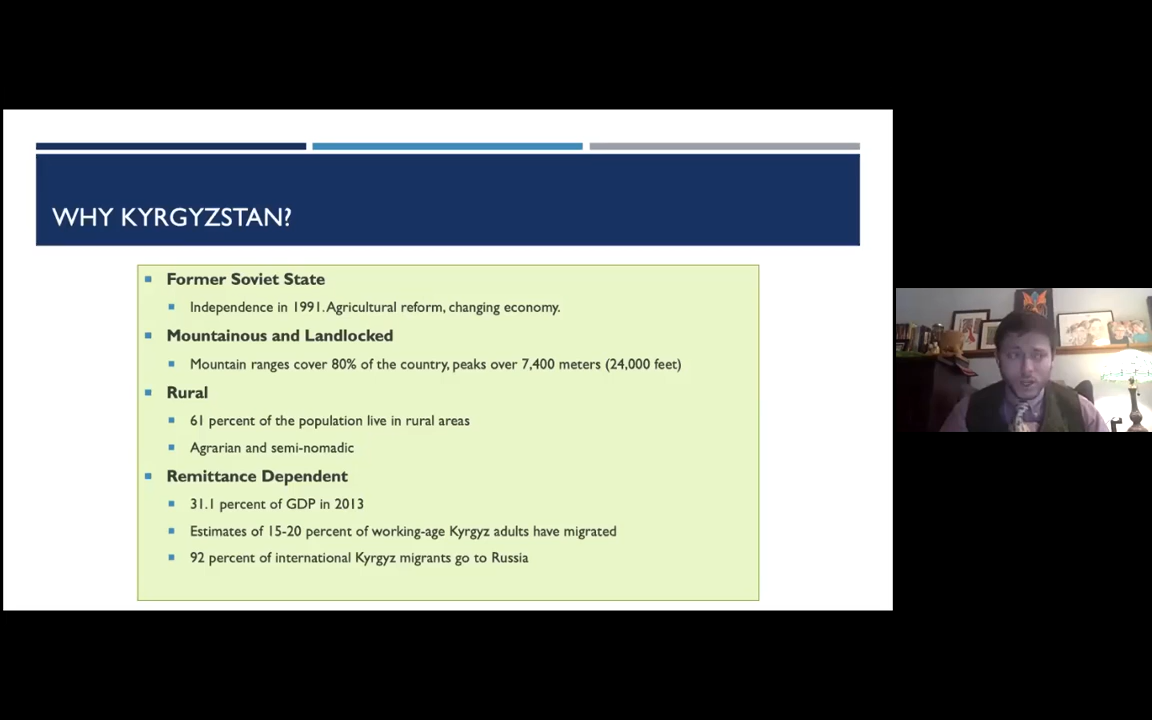 WHY KYRGYZSTAN?
Former Soviet State
Independence in 1991. Agricultural reform, changing economy.
Mountainous and Landlocked
Mountain ranges cover 80% of the country, peaks over 7,400 meters (24,000 feet)
Rural
61 percent of the population live in rural areas
Agrarian and semi-nomadic
Remittance Dependent
31.1 percent of GDP in 2013
Estimates of 15-20 percent of working-age Kyrgyz adults have migrated
92 percent of international Kyrgyz migrants go to Russia